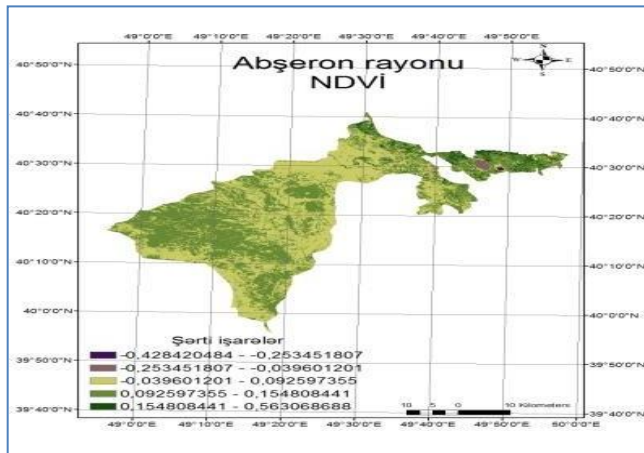 49°0'0"E 49°10'0"E 49°20'0"E 49°30'0"E 49°40'0"E 49°50'0"E
Abşeron rayonu
NDVİ
N
W E
S
40°50'0"N 40°50'0"N
40°40'0"N 40°40'0"N
40°30'0"N 40°30'0"N
40°20'0"N 40°20'0"N
40°10'0"N 40°10'0"N
40°0'0"N 40°0'0"N
39°50'0"N 39°50'0"N
39°40'0"N 39°40'0"N
Şərti işarələr
-0,428420484 - -0,253451807
-0,253451807 - -0,039601201
-0,039601201 - 0,092597355
0,092597355 - 0,154808441
0,154808441 - 0,563068688
10 5 0 10 Kilometers
49°0'0"E 49°10'0"E 49°20'0"E 49°30'0"E 49°40'0"E 49°50'0"E 50°0'0"E